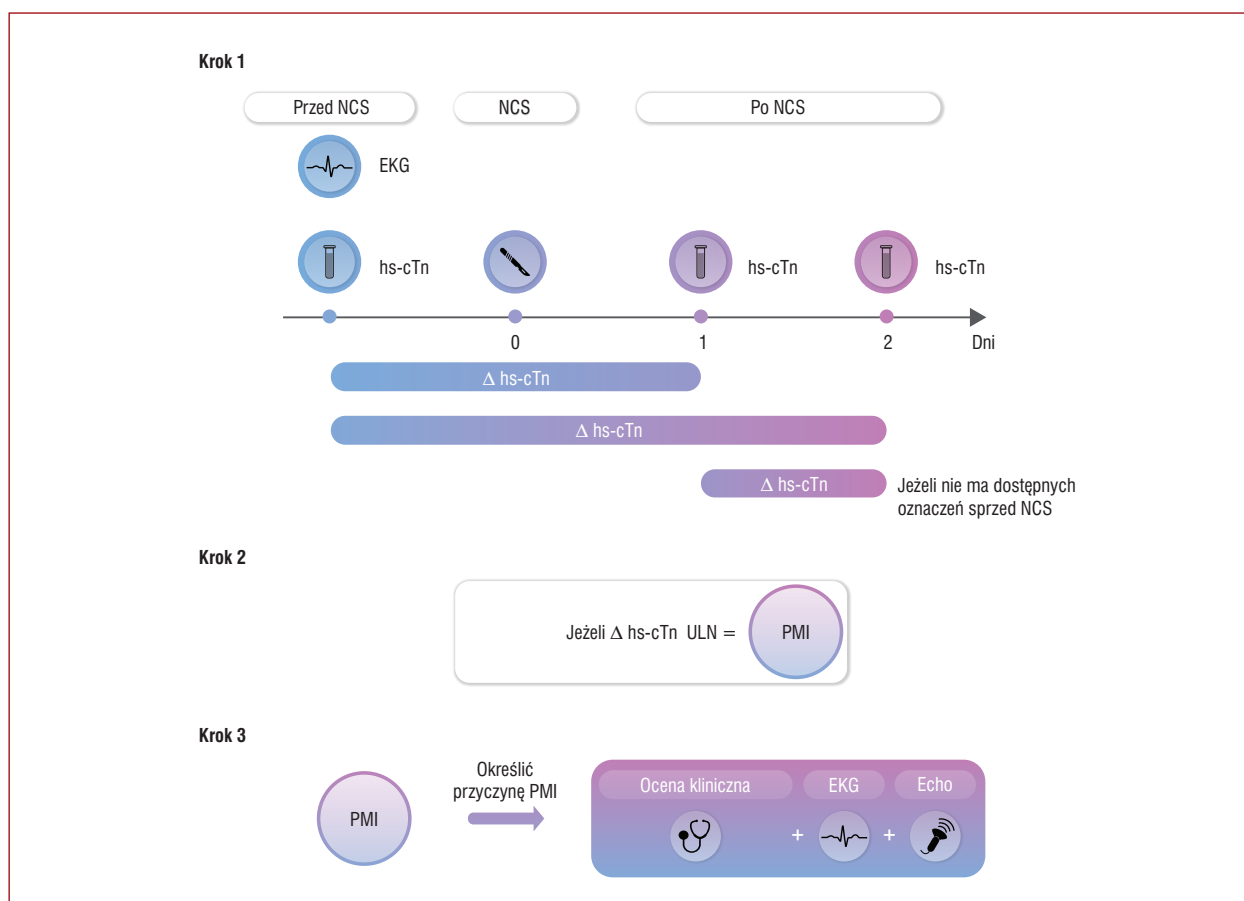 Krok 1
Przed NCS
NCS
Po NCS
EKG
hs-cTn
hs-cTn
hs-cTn
0
1
2
Dni
Δ hs-cTn
Δ hs-cTn
Δ hs-cTn
Jeżeli nie ma dostępnych
oznaczeń sprzed NCS
Krok 2
Jeżeli Δ hs-cTn ULN =
PMI
Krok 3
PMI
Określić
przyczynę PMI
Ocena kliniczna
EKG
Echo
+
+